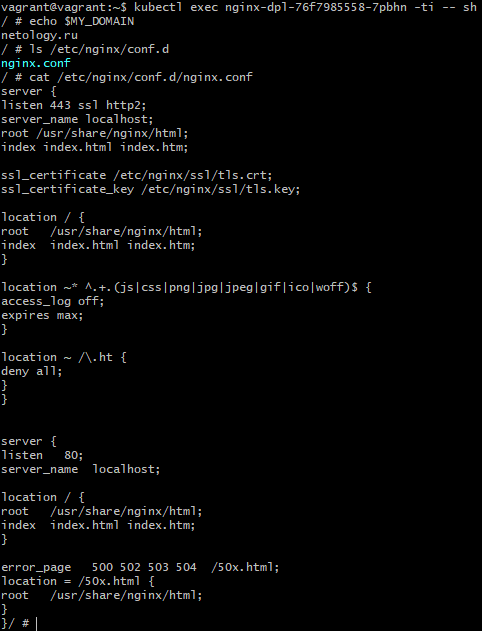 vagrant@vagrant:~$ kubectl exec nginx-dpl-76f7985558-7pbhn -ti -- sh
/ # echo $MY_DOMAIN
netology.ru
/ # ls /etc/nginx/conf.d
nginx.conf
/ # cat /etc/nginx/conf.d/nginx.conf
server {
listen 443 ssl http2;
server_name localhost;
root /usr/share/nginx/html;
index index.html index.htm;

ssl_certificate /etc/nginx/ssl/tls.crt;
ssl_certificate_key /etc/nginx/ssl/tls.key;

location / {
root   /usr/share/nginx/html;
index  index.html index.htm;
}

location ~* ^.+.(js|css|png|jpg|jpeg|gif|ico|woff)$ {
access_log off;
expires max;
}

location ~ /\.ht {
deny all;
}
}


server {
listen   80;
server_name  localhost;

location / {
root   /usr/share/nginx/html;
index  index.html index.htm;
}

error_page   500 502 503 504  /50x.html;
location = /50x.html {
root   /usr/share/nginx/html;
}
}/ #